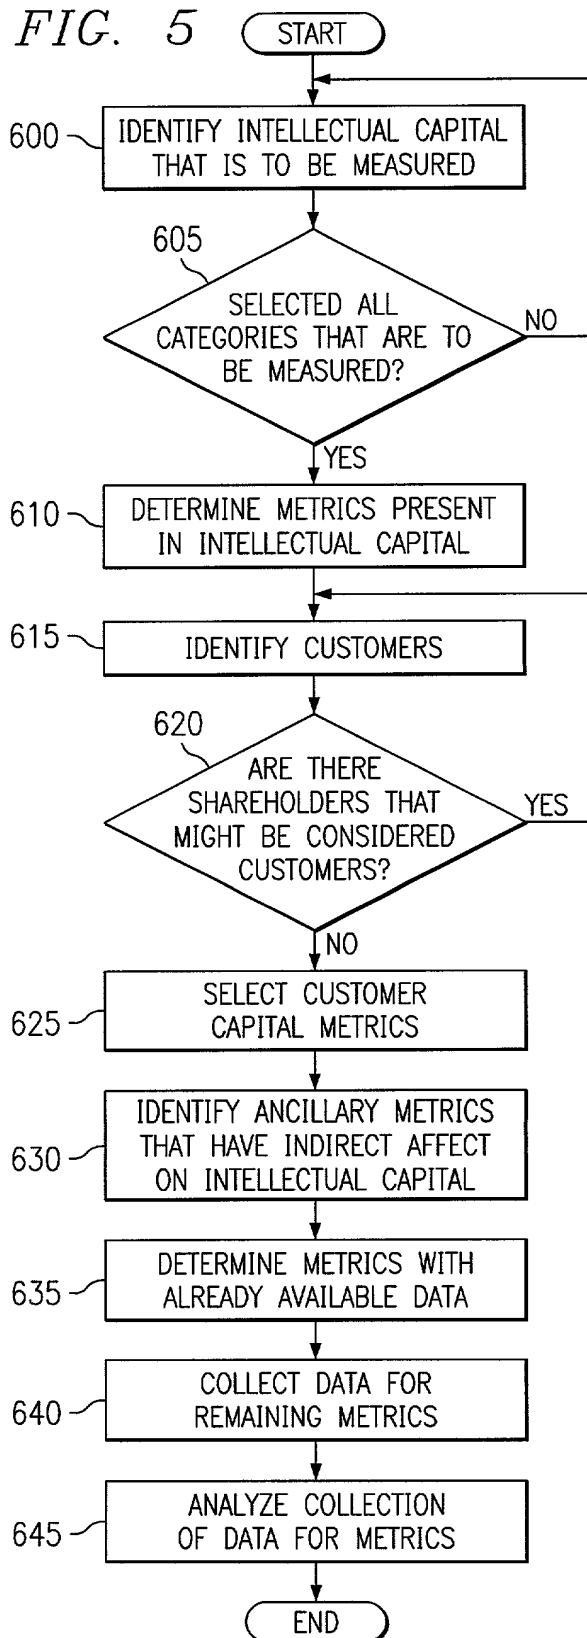 FIG. 5
START
600
IDENTIFY INTELLECTUAL CAPITAL
THAT IS TO BE MEASURED
605
SELECTED ALL
CATEGORIES THAT ARE TO
BE MEASURED?
NO
YES
610
DETERMINE METRICS PRESENT
IN INTELLECTUAL CAPITAL
615
IDENTIFY CUSTOMERS
620
ARE THERE
SHAREHOLDERS THAT
MIGHT BE CONSIDERED
CUSTOMERS?
YES
NO
625
SELECT CUSTOMER
CAPITAL METRICS
630
IDENTIFY ANCILLARY METRICS
THAT HAVE INDIRECT AFFECT
ON INTELLECTUAL CAPITAL
635
DETERMINE METRICS WITH
ALREADY AVAILABLE DATA
640
COLLECT DATA FOR
REMAINING METRICS
645
ANALYZE COLLECTION
OF DATA FOR METRICS
END